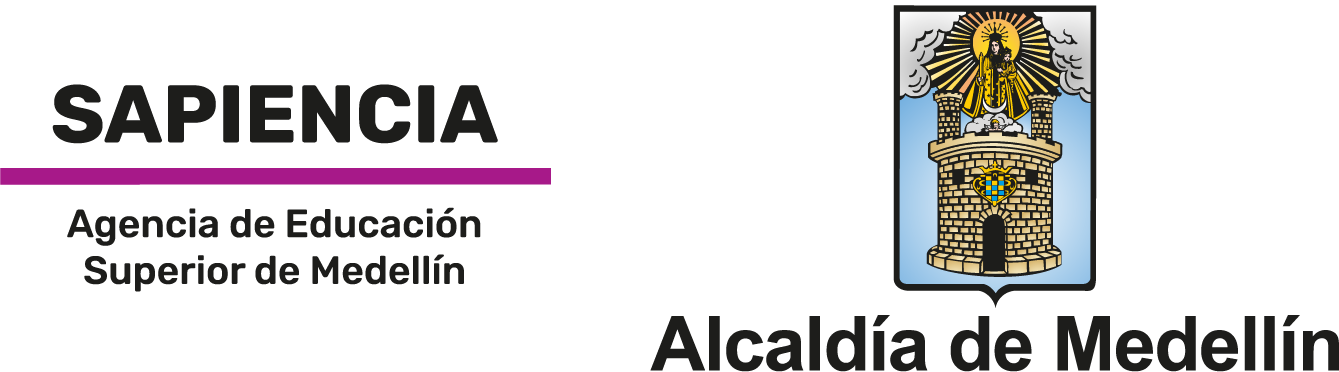 SAPIENCIA
Agencia de Educación
Superior de Medellín
Alcaldía de Medellín